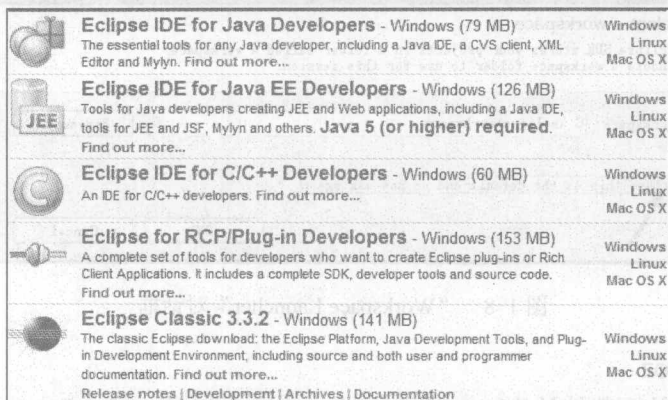 Eclipse IDE for Java Developers - Windows (79 MB)
The essential tools for any Java developer, including a Java IDE, a CVS client, XML
Editor and Mylyn. Find out more...
Windows
Linux
Mac OS X
JEE
Eclipse IDE for Java EE Developers - Windows (126 MB)
Tools for Java developers creating JEE and Web applications, including a Java IDE,
tools for JEE and JSF, Mylyn and others. Java 5 (or higher) required.
Find out more...
Windows
Linux
Mac OS X
C
Eclipse IDE for C/C++ Developers - Windows (60 MB)
An IDE for C/C++ developers. Find out more...
Windows
Linux
Mac OS X
Eclipse for RCP/Plug-in Developers - Windows (153 MB)
A complete set of tools for developers who want to create Eclipse plug-ins or Rich
Client Applications. It includes a complete SDK, developer tools and source code.
Find out more...
Windows
Linux
Mac OS X
Eclipse Classic 3.3.2 - Windows (141 MB)
The classic Eclipse download: the Eclipse Platform, Java Development Tools, and Plug-
in Development Environment, including source and both user and programmer
documentation. Find out more...
Release notes | Development | Archives | Documentation
Windows
Linux
Mac OS X